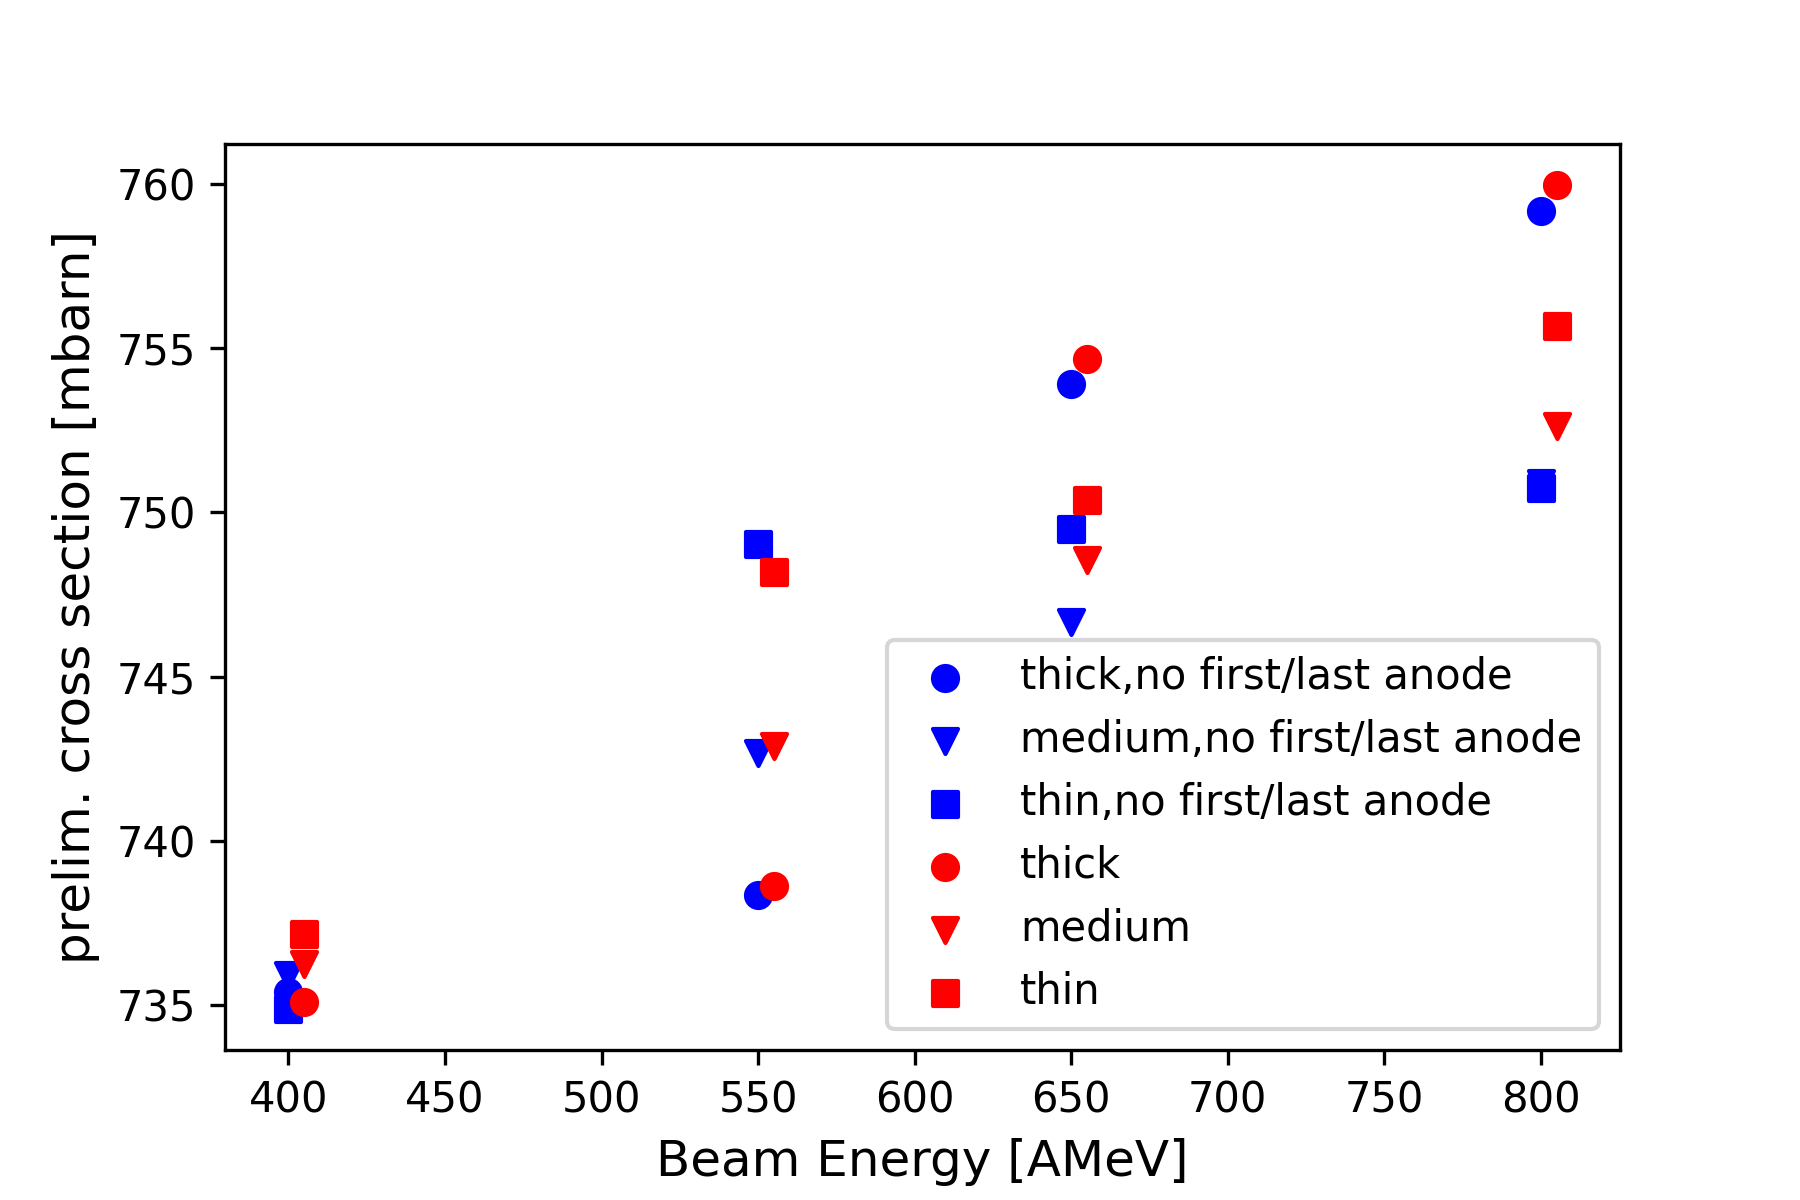 760
755
750
745
740
735
prelim. cross section [mbarn]
thick,no first/last anode
medium,no first/last anode
thin,no first/last anode
thick
medium
thin
400 450 500 550 600 650 700 750 800
Beam Energy [AMeV]